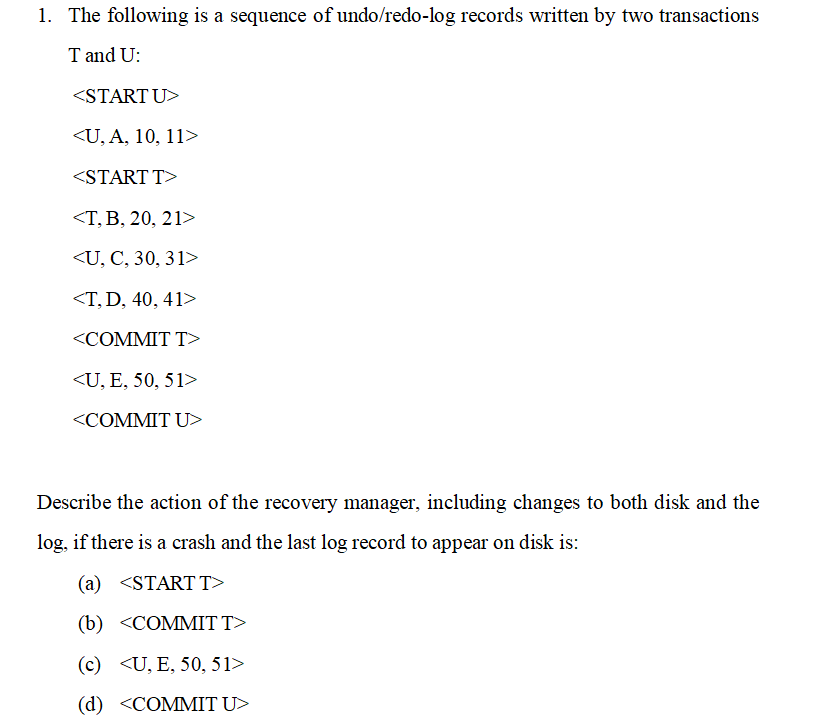 1. The following is a sequence of undo/redo-log records written by two transactions
T and U:
<START U>
<U, A, 10, 11>
<START T>
<T, B, 20, 21>
<U, C, 30, 31>
<T, D, 40, 41>
<COMMIT T>
<U, E, 50, 51>
<COMMIT U>
Describe the action of the recovery manager, including changes to both disk and the
log, if there is a crash and the last log record to appear on disk is:
(a) <START T>
(b) <COMMIT T>
(c) <U, E, 50, 51>
(d) <COMMIT U>